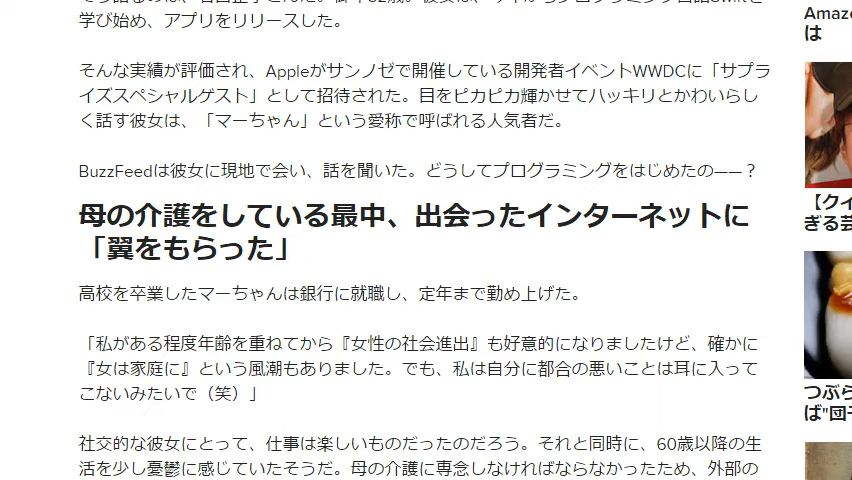 学び始め、アプリをリリースした。
そんな実績が評価され、Appleがサンノゼで開催している開発者イベントWWDCに「サプラ
イズスペシャルゲスト」として招待された。目をピカピカ輝かせてハッキリとかわいらし
く話す彼女は、「マーちゃん」という愛称で呼ばれる人気者だ。
BuzzFeedは彼女に現地で会い、話を聞いた。どうしてプログラミングをはじめたの——？
母の介護をしている最中、出会ったインターネットに
「翼をもらった」
高校を卒業したマーちゃんは銀行に就職し、定年まで勤め上げた。
「私がある程度年齢を重ねてから『女性の社会進出』も好意的になりましたけど、確かに
『女は家庭に』という風潮もありました。でも、私は自分に都合の悪いことは耳に入って
こないみたいで（笑）」
社交的な彼女にとって、仕事は楽しいものだったのだろう。それと同時に、60歳以降の生
活を少し憂鬱に感じていたそうだ。母の介護に専念しなければならなかったため、外部の
Amaz
は
【クイ
ぎる芸
つぶら
ば"団子